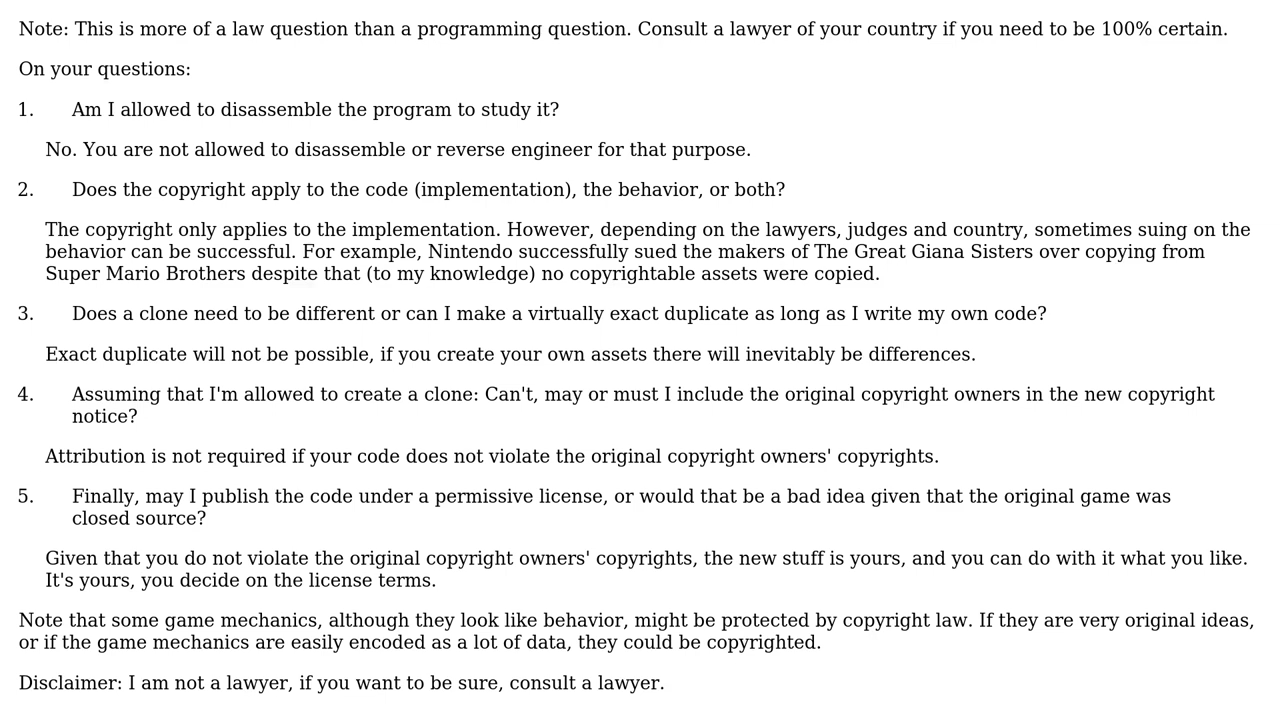 Note: This is more of a law question than a programming question. Consult a lawyer of your country if you need to be 100% certain.
On your questions:
1. Am I allowed to disassemble the program to study it?
No. You are not allowed to disassemble or reverse engineer for that purpose.
2. Does the copyright apply to the code (implementation), the behavior, or both?
The copyright only applies to the implementation. However, depending on the lawyers, judges and country, sometimes suing on the
behavior can be successful. For example, Nintendo successfully sued the makers of The Great Giana Sisters over copying from
Super Mario Brothers despite that (to my knowledge) no copyrightable assets were copied.
3. Does a clone need to be different or can I make a virtually exact duplicate as long as I write my own code?
Exact duplicate will not be possible, if you create your own assets there will inevitably be differences.
4. Assuming that I'm allowed to create a clone: Can't, may or must I include the original copyright owners in the new copyright
notice?
Attribution is not required if your code does not violate the original copyright owners' copyrights.
5. Finally, may I publish the code under a permissive license, or would that be a bad idea given that the original game was
closed source?
Given that you do not violate the original copyright owners' copyrights, the new stuff is yours, and you can do with it what you like.
It's yours, you decide on the license terms.
Note that some game mechanics, although they look like behavior, might be protected by copyright law. If they are very original ideas,
or if the game mechanics are easily encoded as a lot of data, they could be copyrighted.
Disclaimer: I am not a lawyer, if you want to be sure, consult a lawyer.